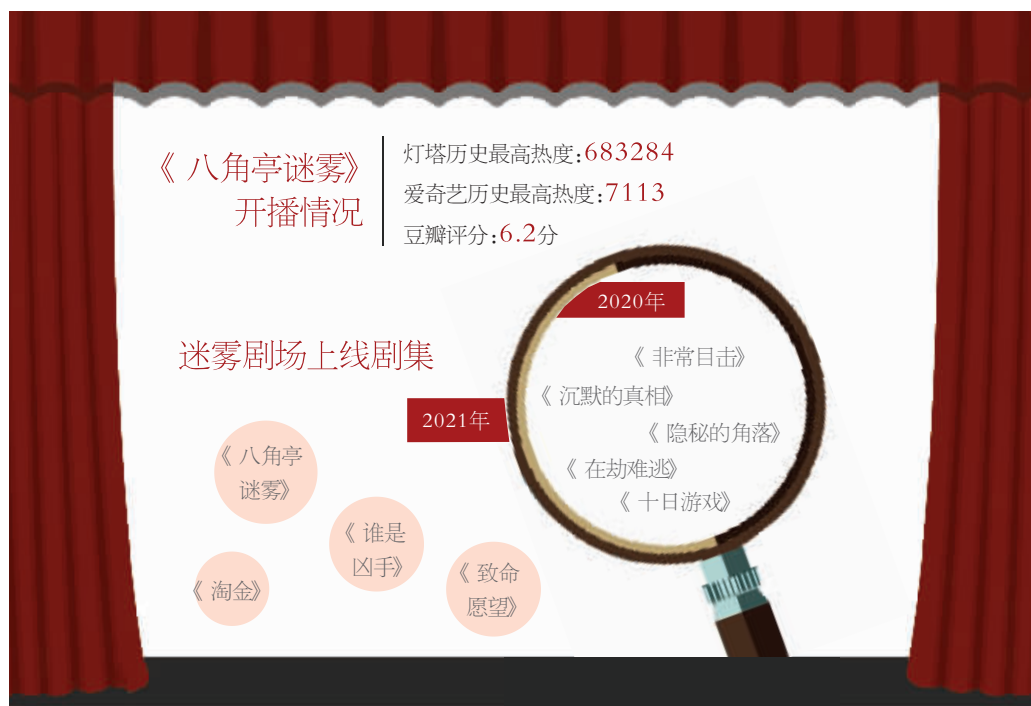 《八角亭谜雾》
开播情况
灯塔历史最高热度:683284
爱奇艺历史最高热度:7113
豆瓣评分:6.2分
迷雾剧场上线剧集
2020年
《非常目击》
《沉默的真相》
《隐秘的角落》
《在劫难逃》
《十日游戏》
2021年
《八角亭
谜雾》
《谁是
凶手》
《淘金》
《致命
愿望》